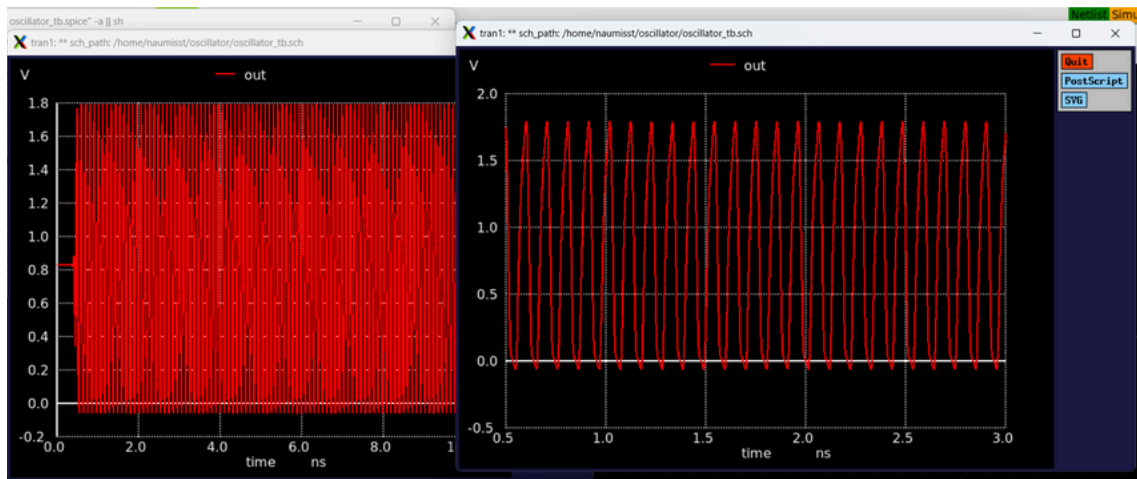 oscillator_tb.spice" -a || sh
tran1: ** sch_path: /home/naumisst/oscillator/oscillator_tb.sch
V
out
1.8
1.6
1.4
1.2
1.0
0.8
0.6
0.4
0.2
0.0
-0.2
0.0 2.0 4.0 6.0 8.0
time ns
Netlist Simu
tran1: ** sch_path: /home/naumisst/oscillator/oscillator_tb.sch
V
out
2.0
1.5
1.0
0.5
0.0
-0.5
0.5 1.0 1.5 2.0 2.5 3.0
time ns
Quit
PostScript
SVG